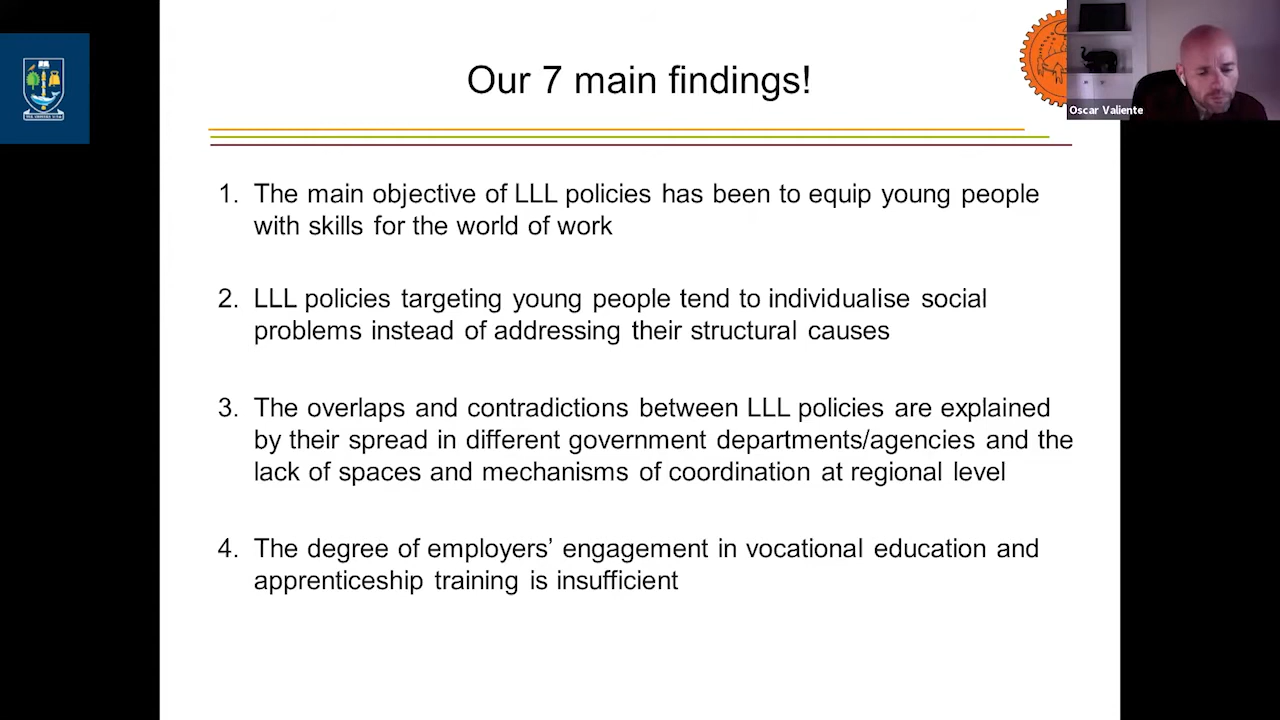 Our 7 main findings!
Oscar Valiente
1. The main objective of LLL policies has been to equip young people
with skills for the world of work
2. LLL policies targeting young people tend to individualise social
problems instead of addressing their structural causes
3. The overlaps and contradictions between LLL policies are explained
by their spread in different government departments/agencies and the
lack of spaces and mechanisms of coordination at regional level
4. The degree of employers’ engagement in vocational education and
apprenticeship training is insufficient